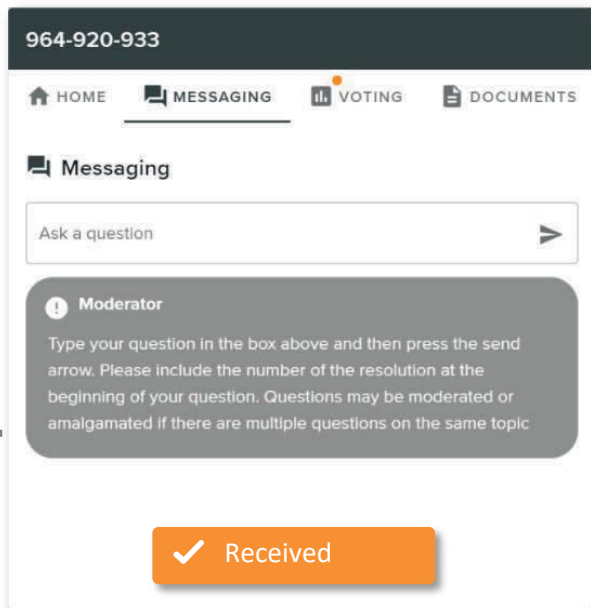 964-920-933
HOME MESSAGING VOTING DOCUMENTS
Messaging
Ask a question
Moderator
Type your question in the box above and then press the send
arrow. Please include the number of the resolution at the
beginning of your question. Questions may be moderated or
amalgamated if there are multiple questions on the same topic
Received